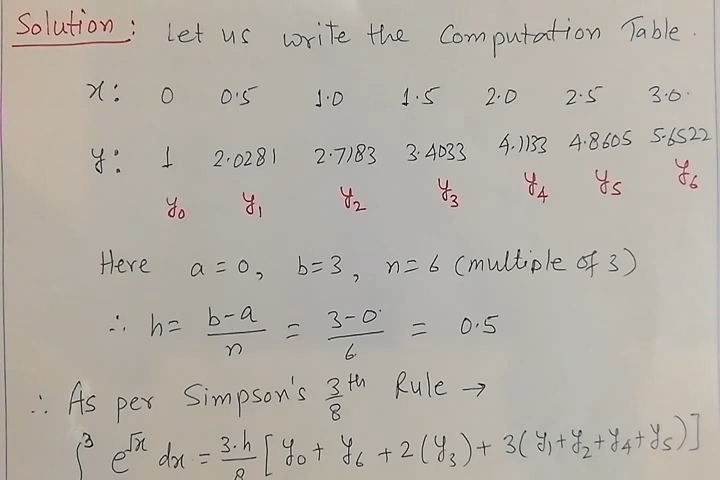 Solution: Let us write the Computation Table.
x: 0 0.5 1.0 1.5 2.0 2.5 3.0
y: 1 2.0281 2.7183 3.4033 4.1133 4.8605 5.6522
y₀ y₁ y₂ y₃ y₄ y₅ y₆
Here a = 0, b = 3, n = 6 (multiple of 3)
∴ h = (b-a)/n = (3-0)/6 = 0.5
∴ As per Simpson's 3/8 th Rule →
∫³ e^√x dx = 3·h/8 [y₀ + y₆ + 2(y₃) + 3(y₁+y₂+y₄+y₅)]